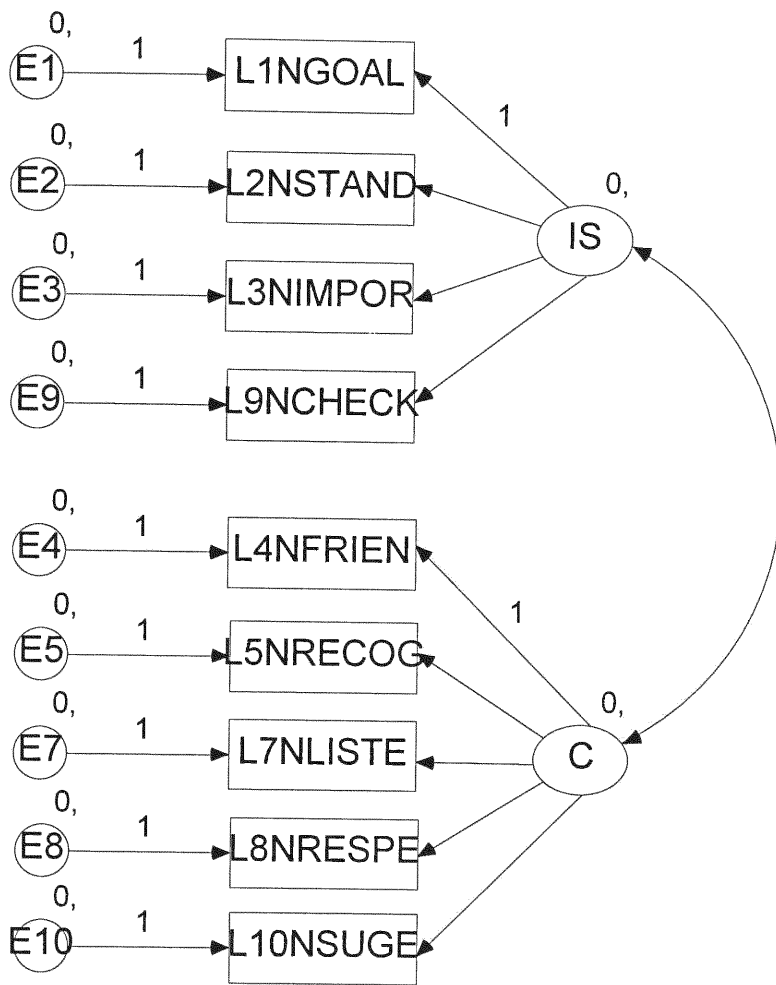 0,
E1 1 L1NGOAL
1
0,
E2 1 L2NSTAND
0,
IS
0,
E3 1 L3NIMPOR
0,
E9 1 L9NCHECK
0,
E4 1 L4NFRIEN
0,
E5 1 L5NRECOG
1
0,
E7 1 L7NLISTE
0,
C
0,
E8 1 L8NRESPE
0,
E10 1 L10NSUGE